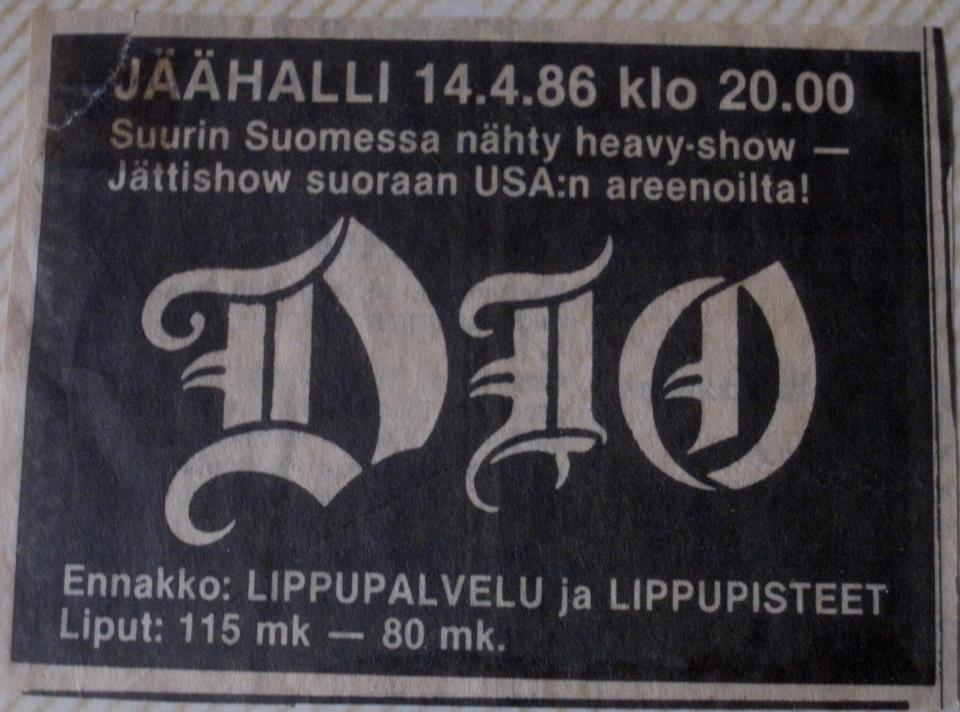 JÄÄHALLI 14.4.86 klo 20.00
Suurin Suomessa nähty heavy-show —
Jättishow suoraan USA:n areenoilta!
DIO
Ennakko: LIPPUPALVELU ja LIPPUPISTEET
Liput: 115 mk — 80 mk.